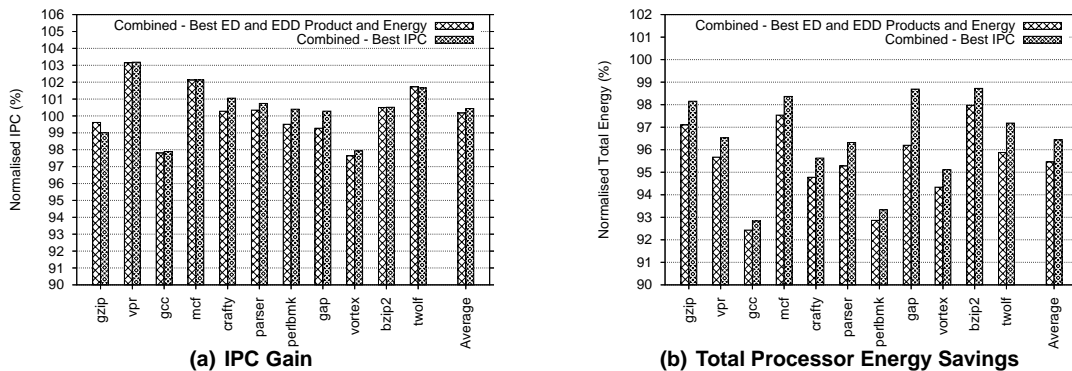 Normalised IPC (%)
106
105
104
103
102
101
100
99
98
97
96
95
94
93
92
91
90
Combined - Best ED and EDD Product and Energy
Combined - Best IPC
gzip
vpr
gcc
mcf
crafty
parser
perlbmk
gap
vortex
bzip2
twolf
Average
(a) IPC Gain
Normalised Total Energy (%)
102
101
100
99
98
97
96
95
94
93
92
91
90
Combined - Best ED and EDD Products and Energy
Combined - Best IPC
gzip
vpr
gcc
mcf
crafty
parser
perlbmk
gap
vortex
bzip2
twolf
Average
(b) Total Processor Energy Savings